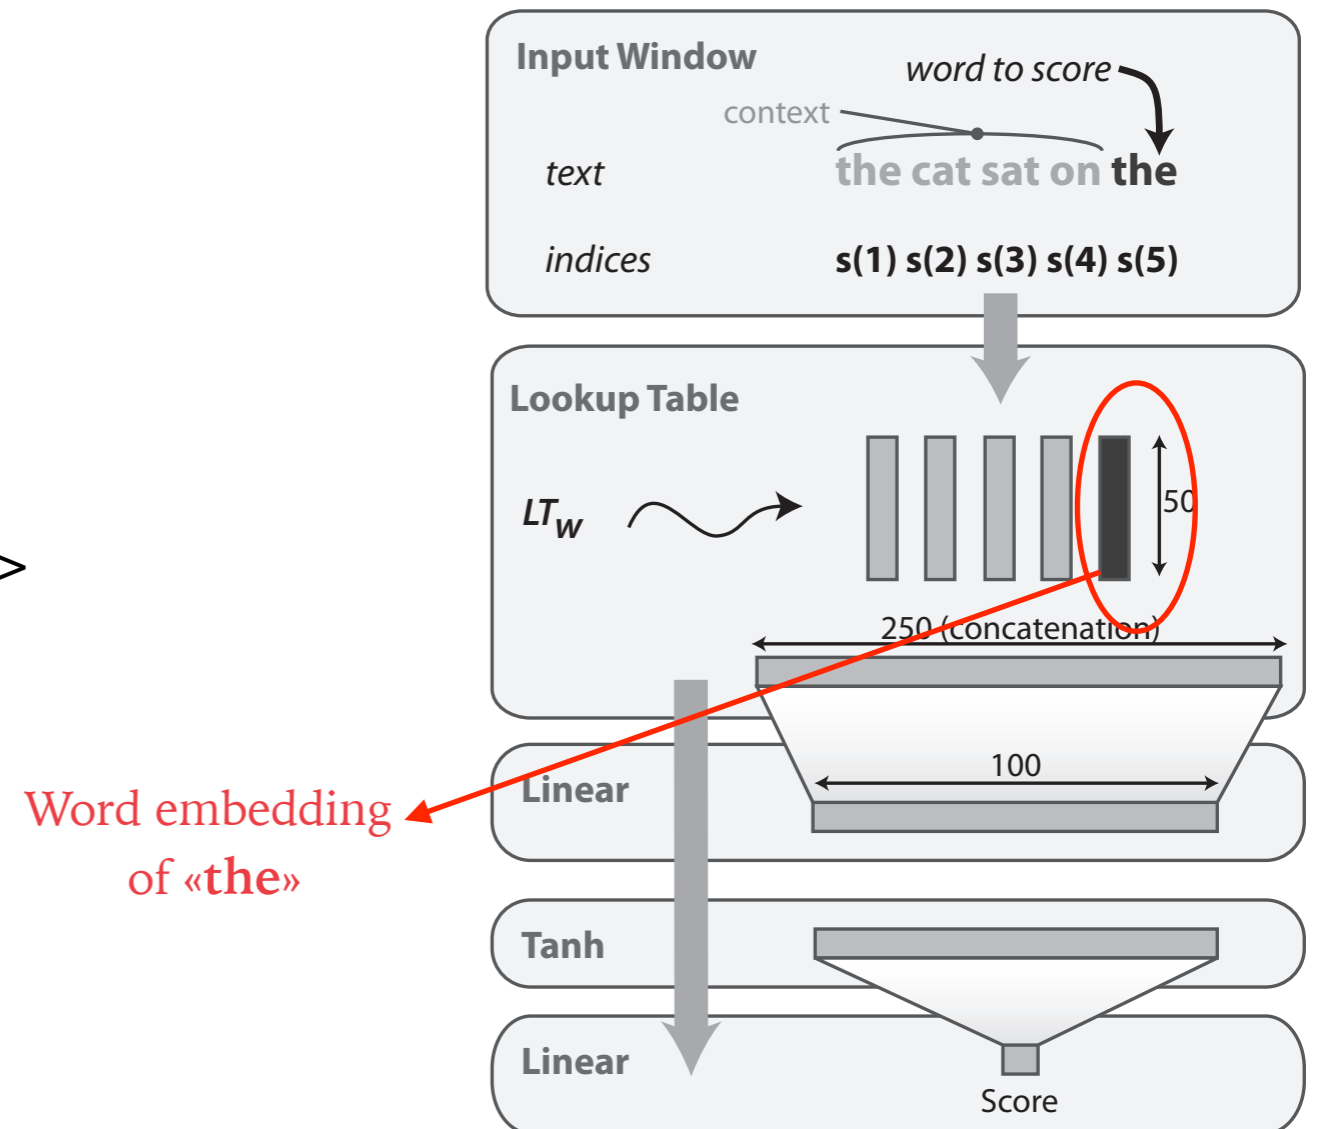 Input Window
word to score
context
text
the cat sat on the
indices
s(1) s(2) s(3) s(4) s(5)
Lookup Table
LTW
50
>
250 (concatenation)
100
Linear
Word embedding
of «the»
Tanh
Linear
Score